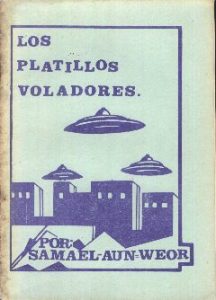 LOS
PLATILLOS
VOLADORES.
POR:
SAMAEL-AUN=WEOR